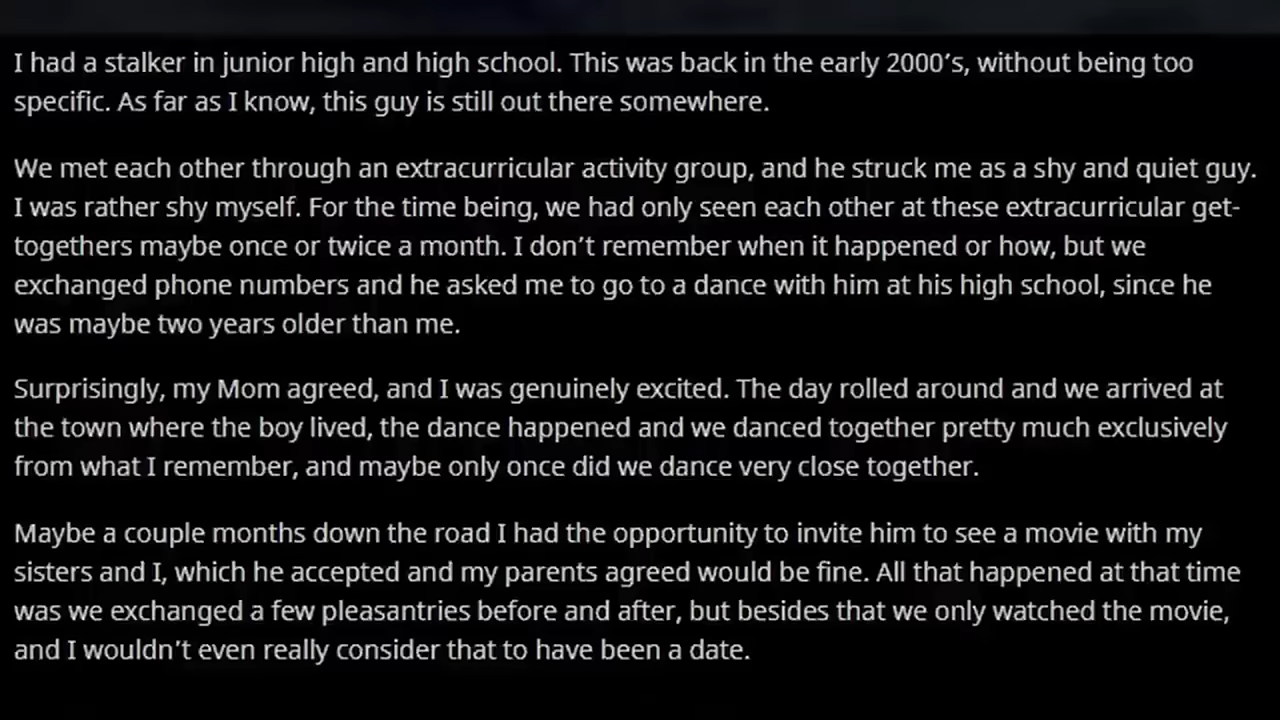 I had a stalker in junior high and high school. This was back in the early 2000’s, without being too
specific. As far as I know, this guy is still out there somewhere.
We met each other through an extracurricular activity group, and he struck me as a shy and quiet guy.
I was rather shy myself. For the time being, we had only seen each other at these extracurricular get-
togethers maybe once or twice a month. I don’t remember when it happened or how, but we
exchanged phone numbers and he asked me to go to a dance with him at his high school, since he
was maybe two years older than me.
Surprisingly, my Mom agreed, and I was genuinely excited. The day rolled around and we arrived at
the town where the boy lived, the dance happened and we danced together pretty much exclusively
from what I remember, and maybe only once did we dance very close together.
Maybe a couple months down the road I had the opportunity to invite him to see a movie with my
sisters and I, which he accepted and my parents agreed would be fine. All that happened at that time
was we exchanged a few pleasantries before and after, but besides that we only watched the movie,
and I wouldn’t even really consider that to have been a date.